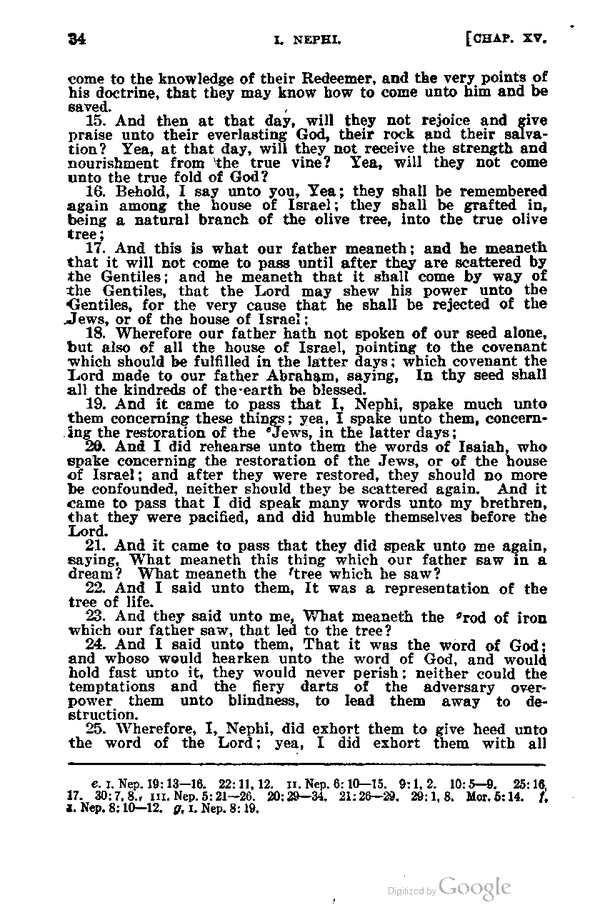 34 I. NEPHI. [CHAP. XV.
come to the knowledge of their Redeemer, and the very points of
his doctrine, that they may know how to come unto him and be
saved.
15. And then at that day, will they not rejoice and give
praise unto their everlasting God, their rock and their salva-
tion? Yea, at that day, will they not receive the strength and
nourishment from the true vine? Yea, will they not come
unto the true fold of God?
16. Behold, I say unto you, Yea; they shall be remembered
again among the house of Israel; they shall be grafted in,
being a natural branch of the olive tree, into the true olive
tree;
17. And this is what our father meaneth; and he meaneth
that it will not come to pass until after they are scattered by
the Gentiles; and he meaneth that it shall come by way of
the Gentiles, that the Lord may shew his power unto the
Gentiles, for the very cause that he shall be rejected of the
Jews, or of the house of Israel;
18. Wherefore our father hath not spoken of our seed alone,
but also of all the house of Israel, pointing to the covenant
which should be fulfilled in the latter days; which covenant the
Lord made to our father Abraham, saying, In thy seed shall
all the kindreds of the earth be blessed.
19. And it came to pass that I, Nephi, spake much unto
them concerning these things; yea, I spake unto them, concern-
ing the restoration of the eJews, in the latter days;
20. And I did rehearse unto them the words of Isaiah, who
spake concerning the restoration of the Jews, or of the house
of Israel; and after they were restored, they should no more
be confounded, neither should they be scattered again. And it
came to pass that I did speak many words unto my brethren,
that they were pacified, and did humble themselves before the
Lord.
21. And it came to pass that they did speak unto me again,
saying, What meaneth this thing which our father saw in a
dream? What meaneth the ftree which he saw?
22. And I said unto them, It was a representation of the
tree of life.
23. And they said unto me, What meaneth the grod of iron
which our father saw, that led to the tree?
24. And I said unto them, That it was the word of God;
and whoso would hearken unto the word of God, and would
hold fast unto it, they would never perish; neither could the
temptations and the fiery darts of the adversary over-
power them unto blindness, to lead them away to de-
struction.
25. Wherefore, I, Nephi, did exhort them to give heed unto
the word of the Lord; yea, I did exhort them with all
e. I. Nep. 19:13—16. 22:11, 12. II. Nep. 6:10—15. 9:1, 2. 10:5—9. 25:16,
17. 30:7, 8. III. Nep. 5:21—26. 20:29—34. 21:26—29. 29:1, 8. Mor. 5:14. f.
I. Nep. 8:10—12. g. I. Nep. 8:19.
Digitized by Google